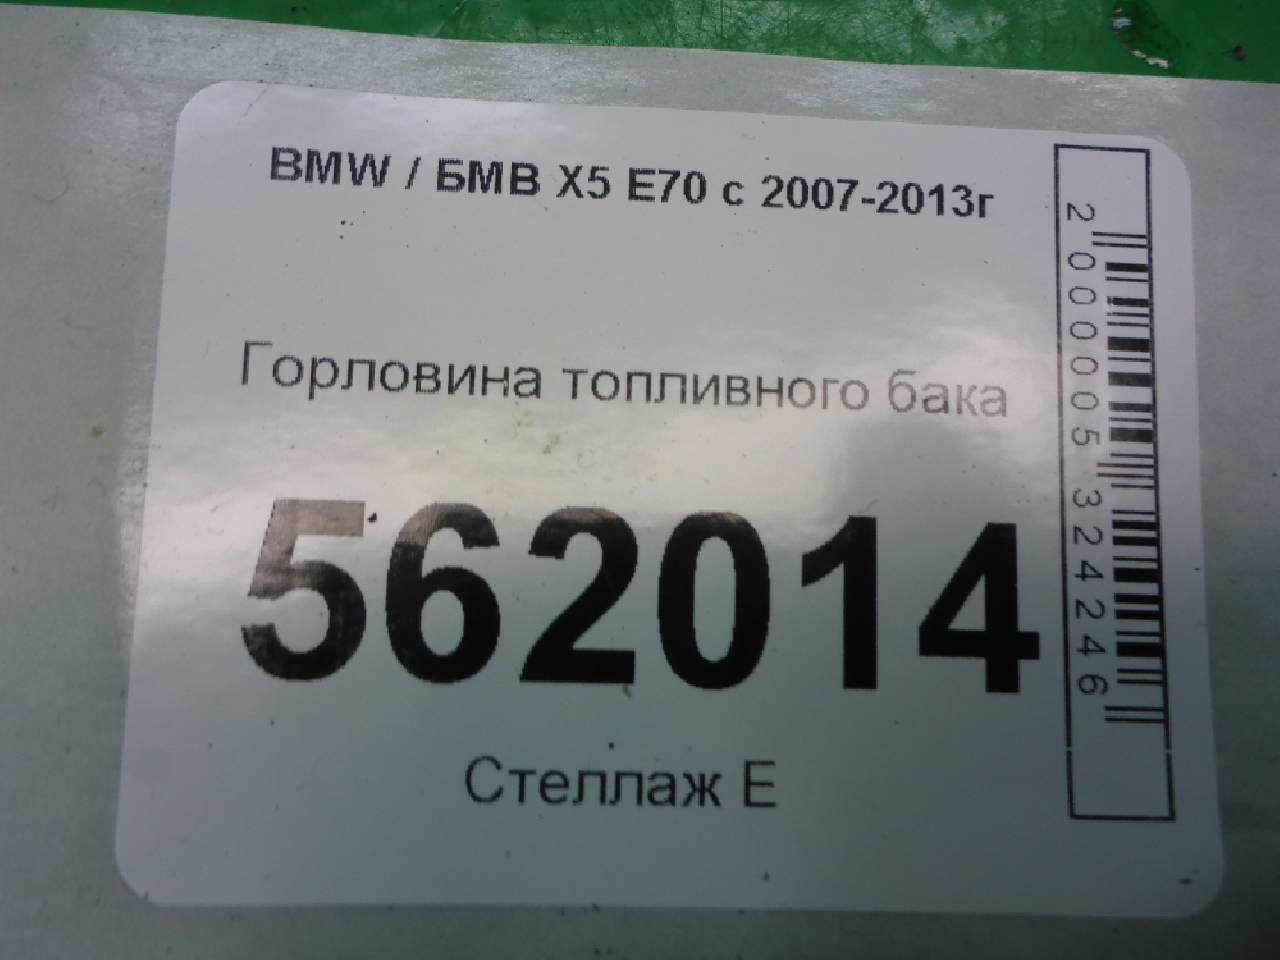 BMW / БМВ X5 E70 с 2007-2013г
Горловина топливного бака
562014
Стеллаж Е
2000005324246